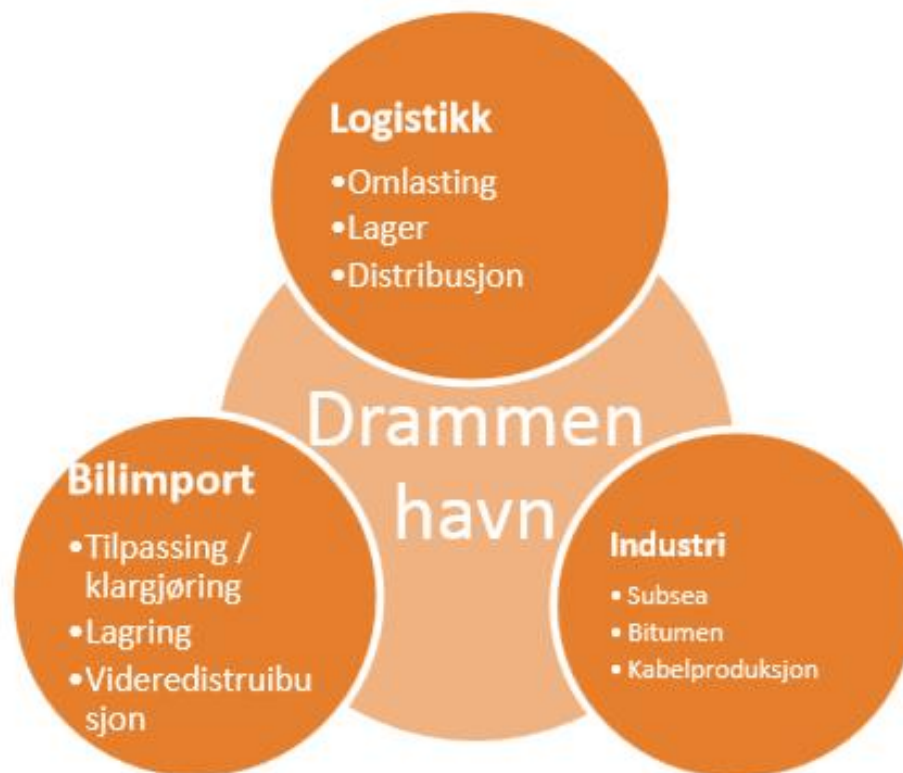 Logistikk
•Omlasting
•Lager
•Distribusjon
Drammen
havn
Bilimport
•Tilpassing /
klargjøring
•Lagring
•Videredistruibu
sjon
Industri
• Subsea
• Bitumen
• Kabelproduksjon